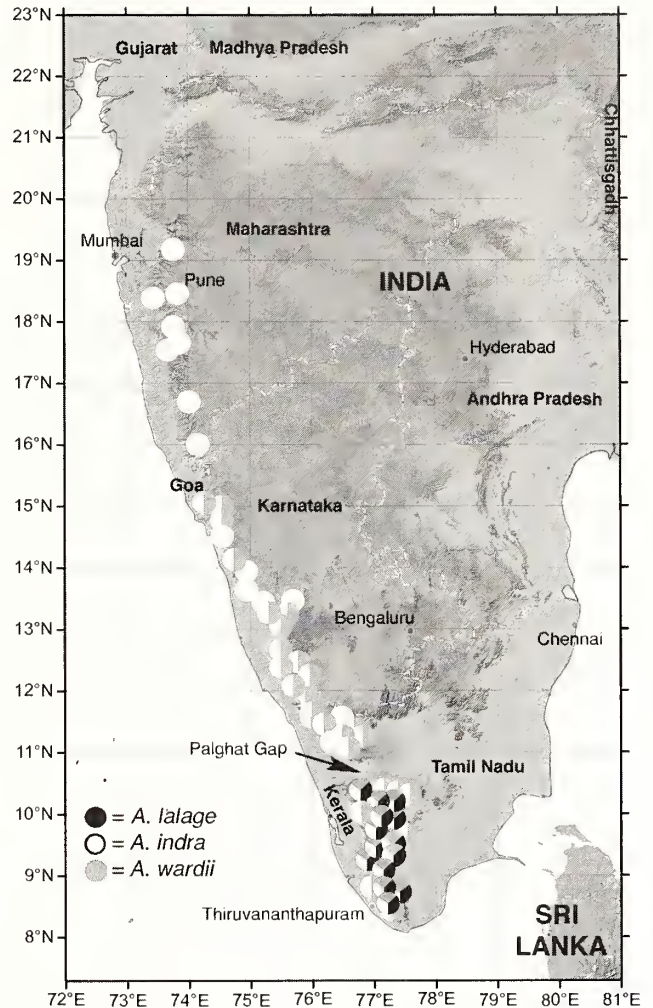 23°N
Gujarat Madhya Pradesh
22°N
21°N
Chhattisgadh
20°N
Maharashtra
Mumbai
19°N
Pune
INDIA
18°N
Hyderabad
17°N
Andhra Pradesh
16°N
Goa
15°N
Karnataka
14°N
Bengaluru
13°N
Chennai
12°N
11°N
Palghat Gap
Tamil Nadu
10°N
Kerala
= A. lalage
= A. indra
= A. wardii
9°N
Thiruvananthapuram
SRI
LANKA
8°N
72°E 73°E 74°E 75°E 76°E 77°E 78°E 79°E 80°E 81°E